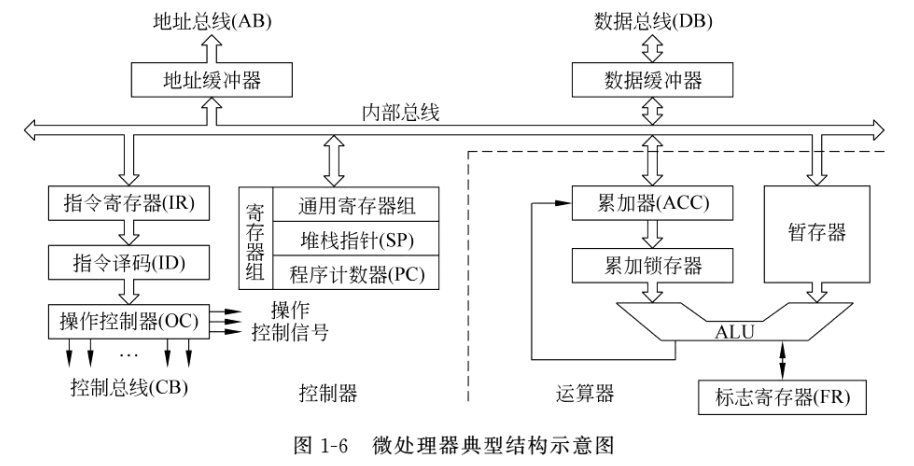 地址总线(AB)
数据总线(DB)
地址缓冲器
数据缓冲器
内部总线
指令寄存器(IR)
指令译码(ID)
操作控制器(OC)
操作
控制信号
…
控制总线(CB)
寄存器组
通用寄存器组
堆栈指针(SP)
程序计数器(PC)
控制器
累加器(ACC)
累加锁存器
暂存器
ALU
运算器
标志寄存器(FR)
图 1-6 微处理器典型结构示意图